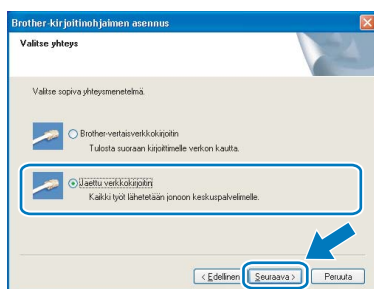 Brother-kirjoitinohjaimen asennus
Valitse yhteys
Valitse sopiva yhteysmenetelmä.
Brother-vertaisverkkokirjoitin
Tulosta suoraan kirjoittimelle verkon kautta.
Jaettu verkkokirjoitin
Kaikki työt lähetetään jonoon keskuspalvelimelle.
< Edellinen Seuraava > Peruuta